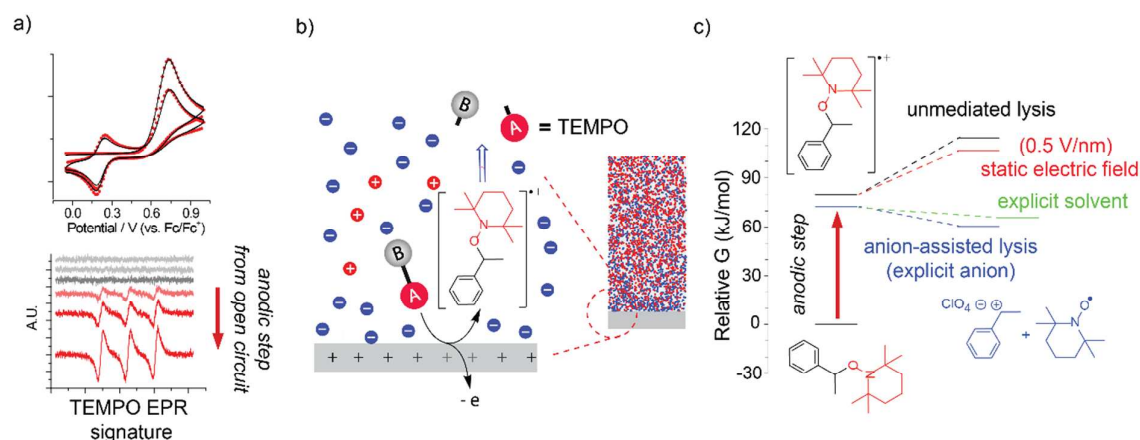 a)
0.0 0.3 0.6 0.9
Potential / V (vs. Fc/Fc⁺)
A.U.
anodic step
from open circuit
TEMPO EPR
signature
b)
B
A = TEMPO
N
O
•+
B
A
+ + + + + + + +
- e
c)
Relative G (kJ/mol)
120
90
60
30
0
-30
N
O
•+
anodic step
unmediated lysis
(0.5 V/nm)
static electric field
explicit solvent
anion-assisted lysis
(explicit anion)
ClO₄ ⊖⊕
+
N
O•
O
N